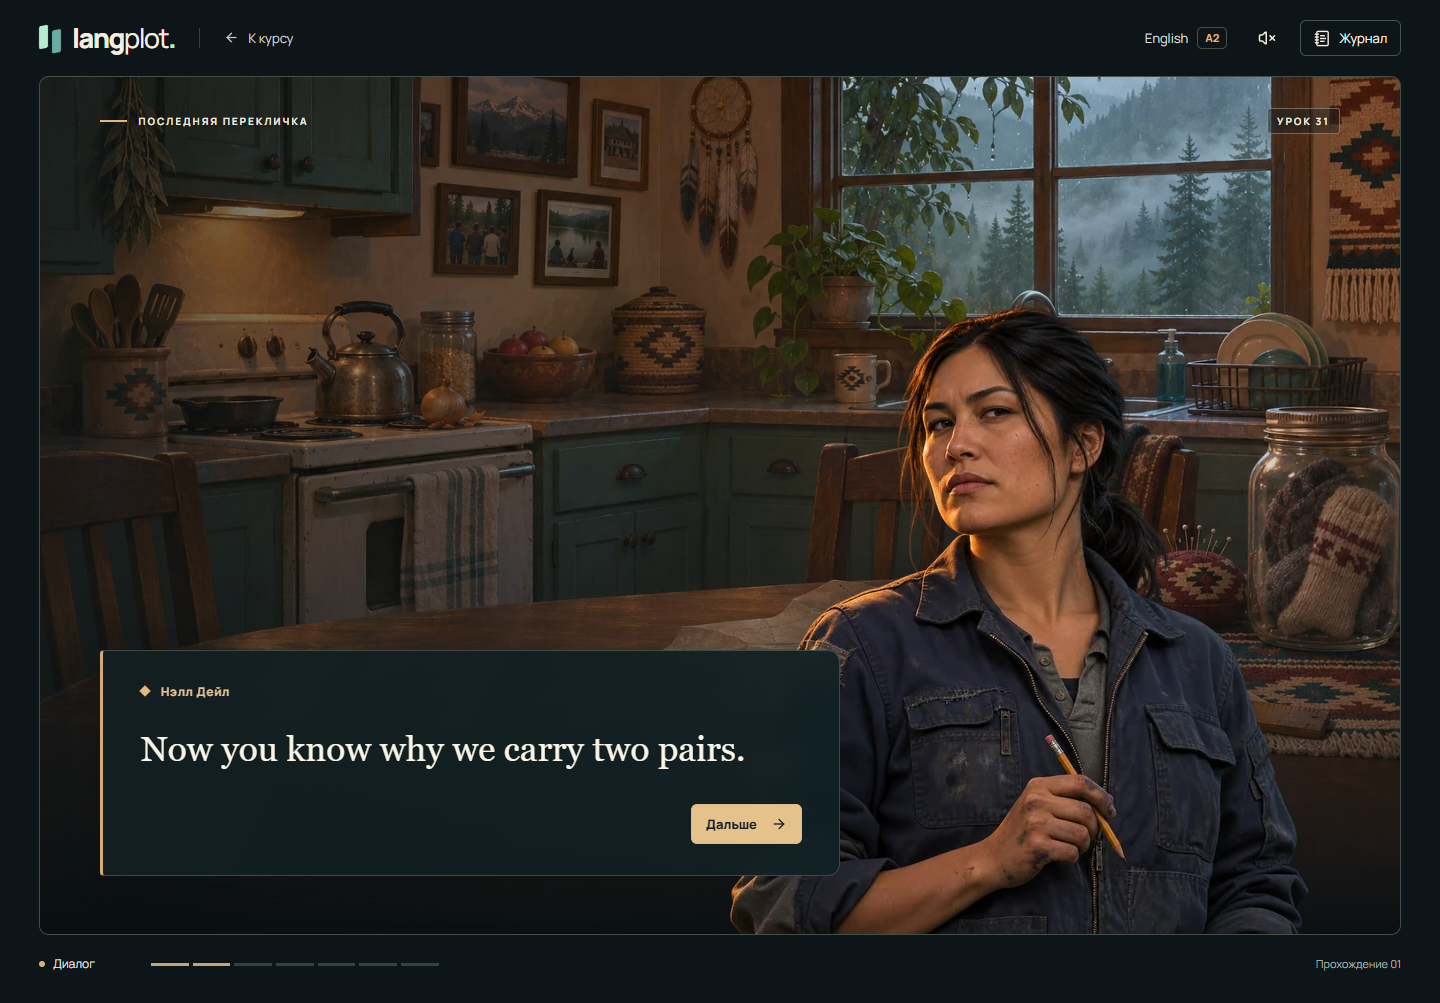 langplot.
← К курсу
English A2
Журнал
ПОСЛЕДНЯЯ ПЕРЕКЛИЧКА
УРОК 31
Нэлл Дейл
Now you know why we carry two pairs.
Дальше →
Диалог
Прохождение 01